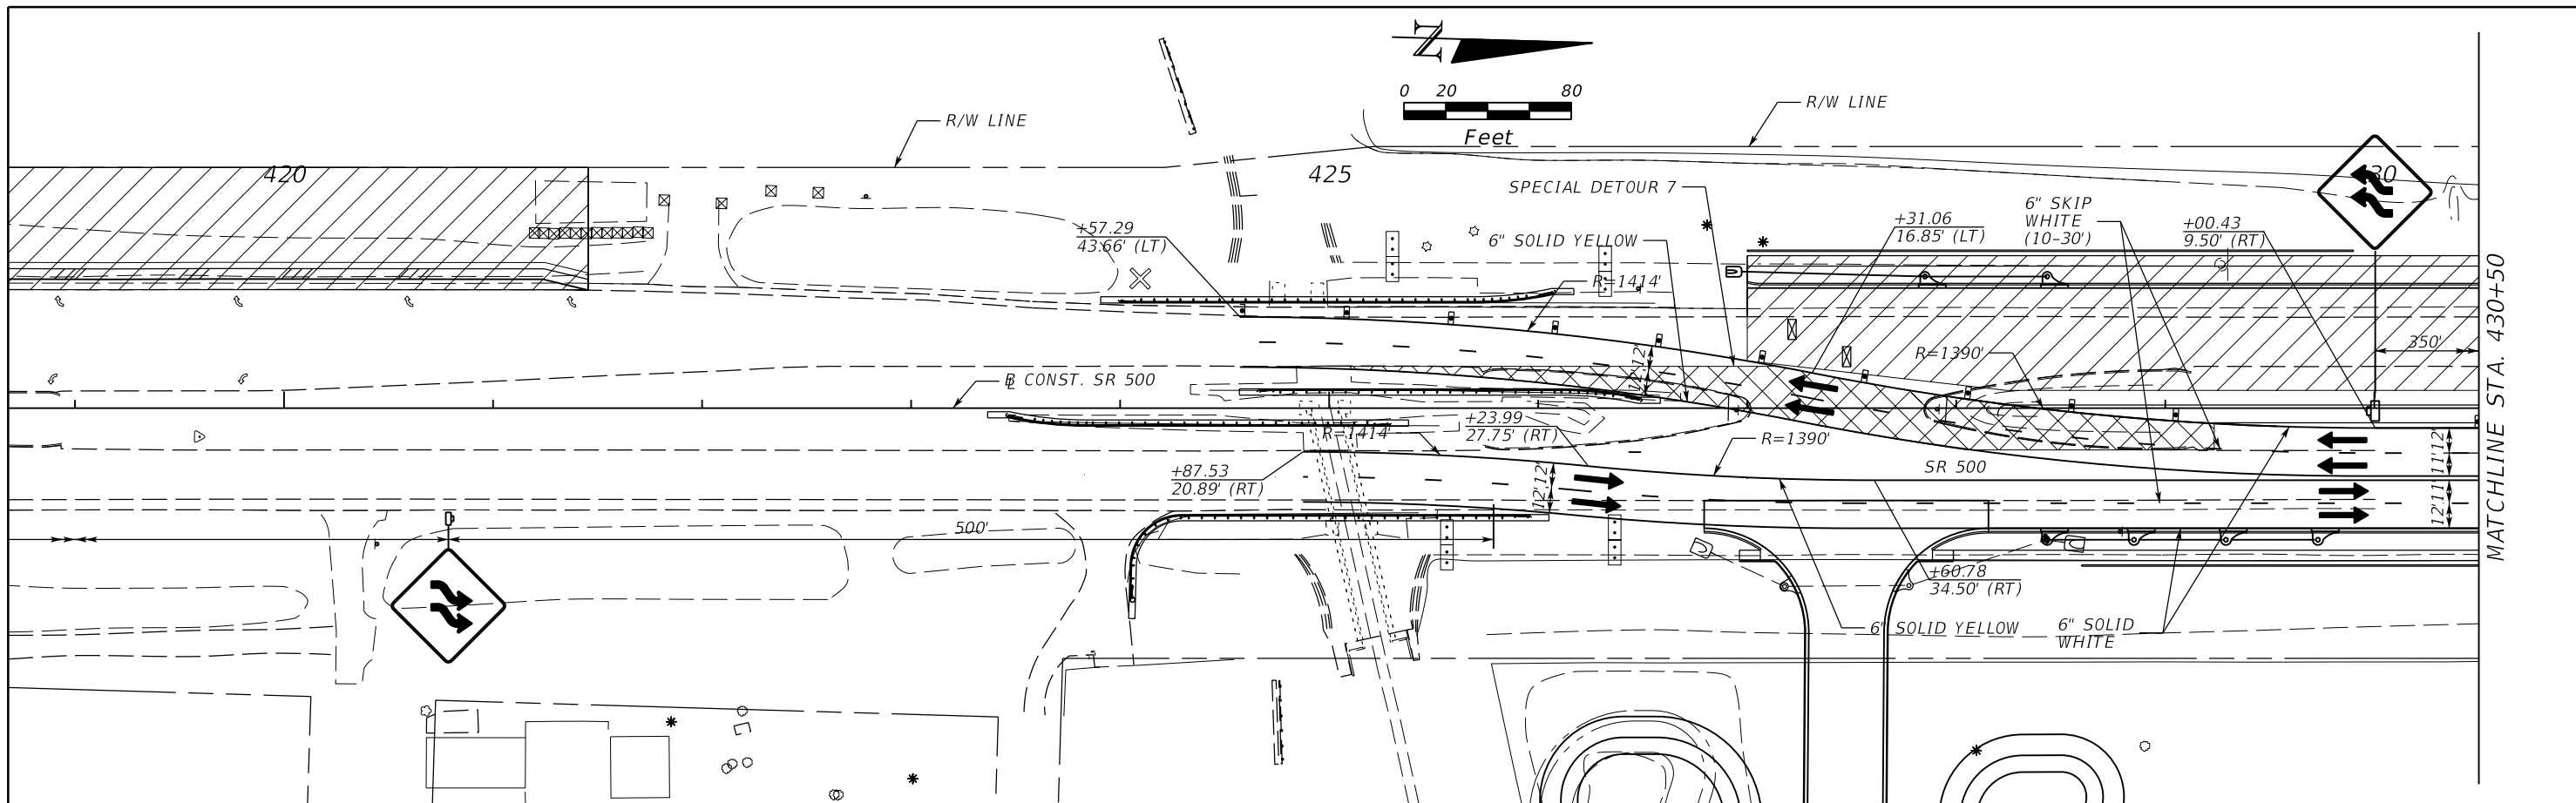 N
0 20 80
Feet
R/W LINE
R/W LINE
420
425
30
SPECIAL DETOUR 7
6" SKIP
WHITE
(10-30')
+31.06
16.85' (LT)
+00.43
9.50' (RT)
+57.29
43.66' (LT)
6" SOLID YELLOW
R=1414'
MATCHLINE STA. 430+50
350'
R=1390'
12' 12'
B CONST. SR 500
+23.99
27.75' (RT)
R=1414'
R=1390'
SR 500
11' 12'
+87.53
20.89' (RT)
12' 12'
12' 11'
500'
+60.78
34.50' (RT)
6" SOLID YELLOW
6" SOLID
WHITE